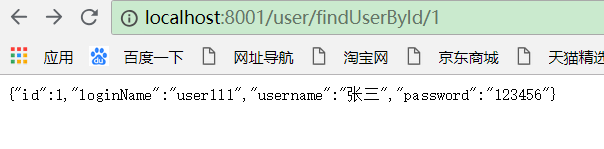 localhost:8001/user/findUserById/1
应用 百度一下 网址导航 淘宝网 京东商城 天猫精选
{"id":1,"loginName":"user111","username":"张三","password":"123456"}